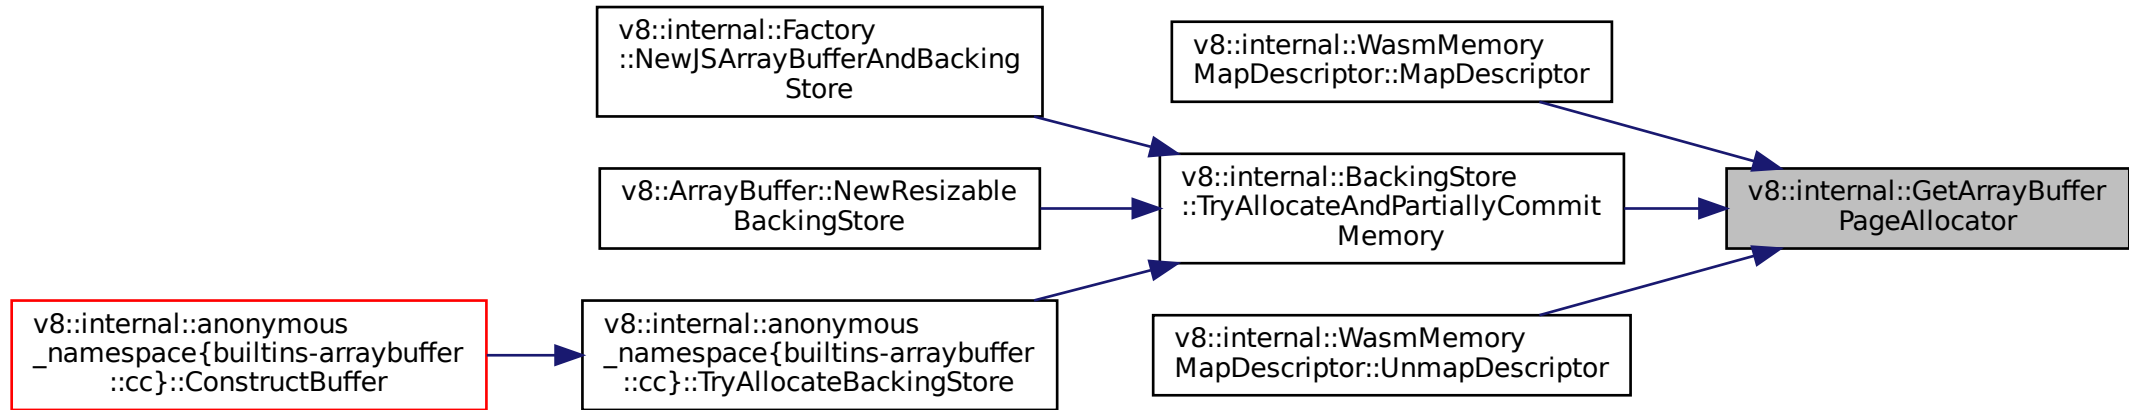 v8::internal::Factory
::NewJSArrayBufferAndBacking
Store
v8::internal::WasmMemory
MapDescriptor::MapDescriptor
v8::ArrayBuffer::NewResizable
BackingStore
v8::internal::BackingStore
::TryAllocateAndPartiallyCommit
Memory
v8::internal::GetArrayBuffer
PageAllocator
v8::internal::anonymous
_namespace{builtins-arraybuffer
::cc}::ConstructBuffer
v8::internal::anonymous
_namespace{builtins-arraybuffer
::cc}::TryAllocateBackingStore
v8::internal::WasmMemory
MapDescriptor::UnmapDescriptor